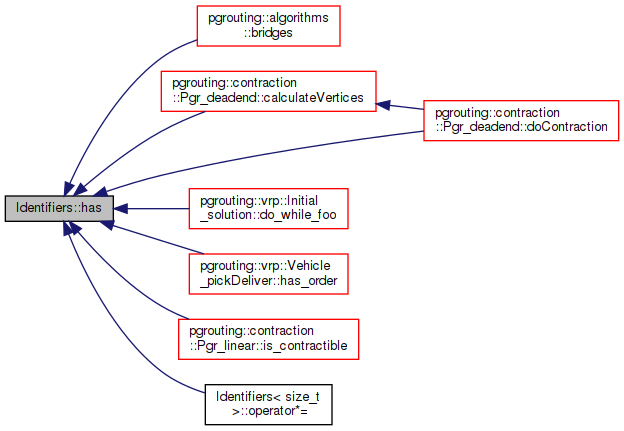 pgrouting::algorithms
::bridges
pgrouting::contraction
::Pgr_deadend::calculateVertices
pgrouting::contraction
::Pgr_deadend::doContraction
Identifiers::has
pgrouting::vrp::Initial
_solution::do_while_foo
pgrouting::vrp::Vehicle
_pickDeliver::has_order
pgrouting::contraction
::Pgr_linear::is_contractible
Identifiers< size_t
>::operator*=